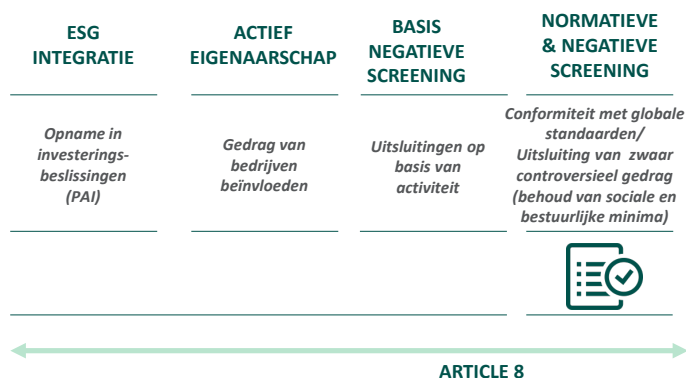 ESG
INTEGRATIE
ACTIEF
EIGENAARSCHAP
BASIS
NEGATIEVE
SCREENING
NORMATIEVE
& NEGATIEVE
SCREENING
Opname in
investerings-
beslissingen
(PAI)
Gedrag van
bedrijven
beïnvloeden
Uitsluitingen op
basis van
activiteit
Conformiteit met globale
standaarden/
Uitsluiting van zwaar
controversieel gedrag
(behoud van sociale en
bestuurlijke minima)
ARTICLE 8